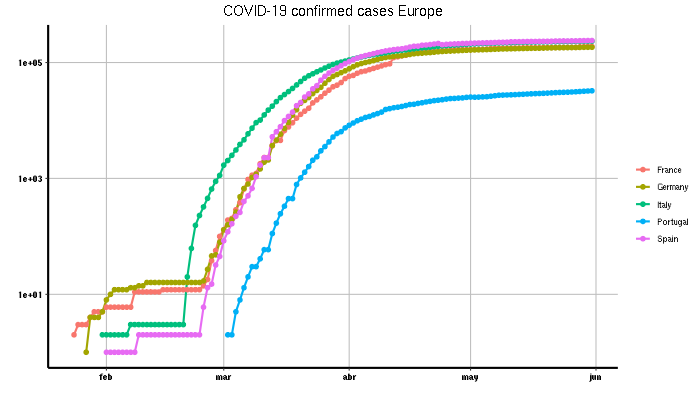 COVID-19 confirmed cases Europe
1e+05
1e+03
1e+01
feb mar abr may jun
France
Germany
Italy
Portugal
Spain